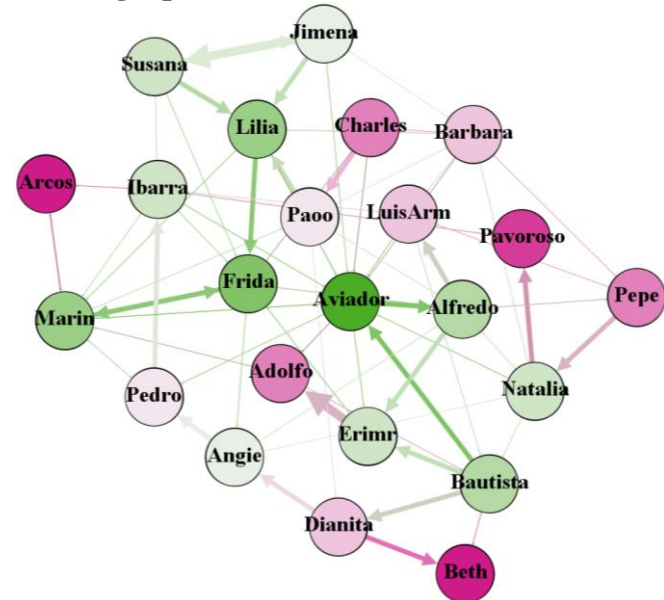 Jimena
Susana
Lilia
Charles
Barbara
Arcos
Ibarra
Paoo
LuisArm
Pavoroso
Frida
Aviador
Alfredo
Pepe
Marin
Adolfo
Natalia
Pedro
Erimr
Angie
Bautista
Dianita
Beth